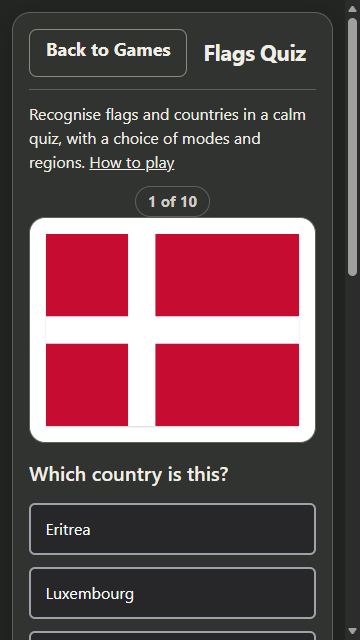 Back to Games
Flags Quiz
Recognise flags and countries in a calm
quiz, with a choice of modes and
regions. How to play
1 of 10
Which country is this?
Eritrea
Luxembourg